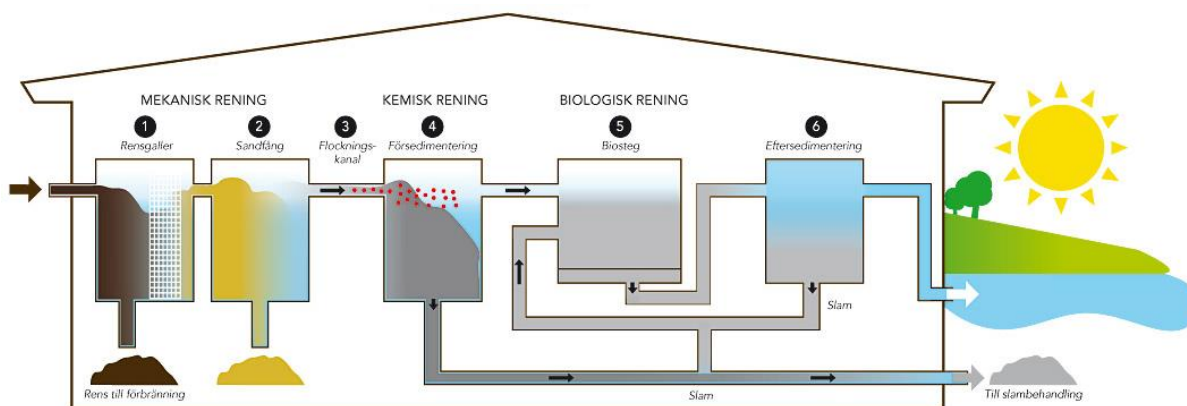 MEKANISK RENING
KEMISK RENING
BIOLOGISK RENING
1
2
3
4
5
6
Rensgaller
Sandfång
Flocknings-
kanal
Försedimentering
Biosteg
Eftersedimentering
Slam
Rens till förbränning
Slam
Till slambehandling